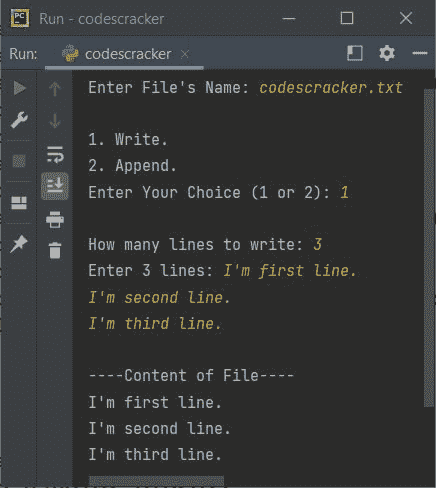 PC
Run - codescracker
Run: codescracker
Enter File's Name: codescracker.txt
1. Write.
2. Append.
Enter Your Choice (1 or 2): 1
How many lines to write: 3
Enter 3 lines: I'm first line.
I'm second line.
I'm third line.
----Content of File----
I'm first line.
I'm second line.
I'm third line.